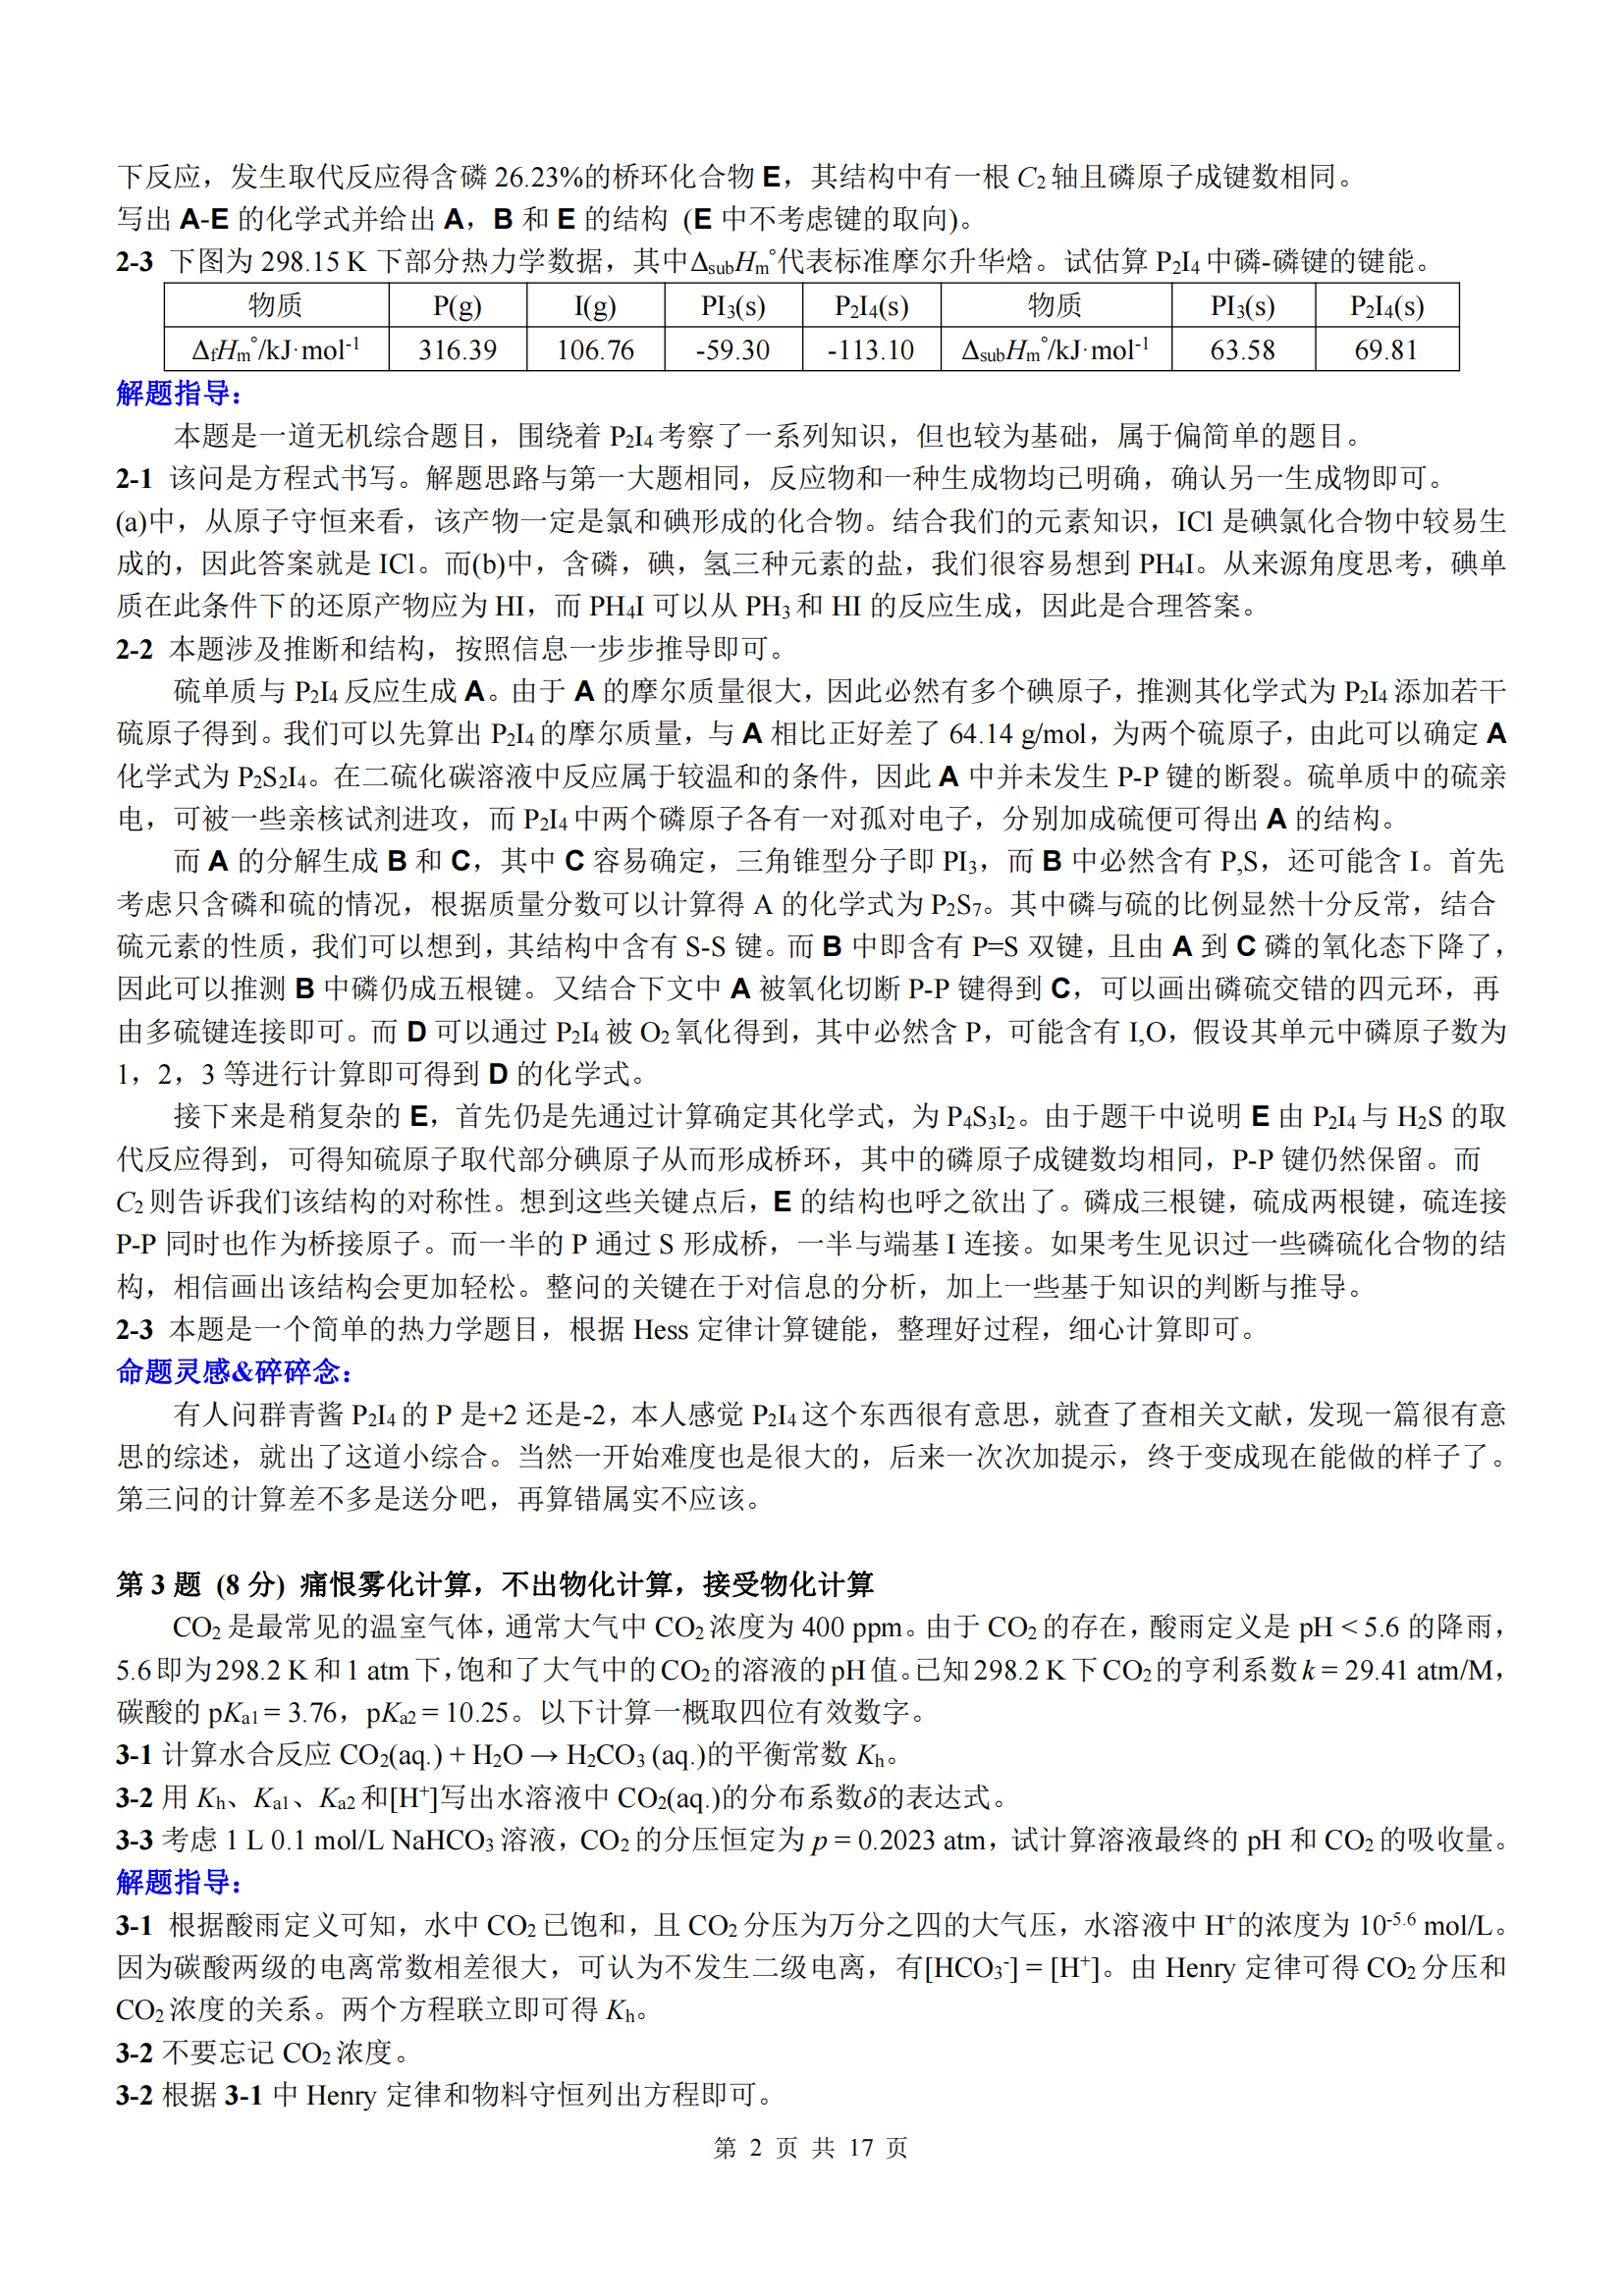 下反应，发生取代反应得含磷 26.23%的桥环化合物 E，其结构中有一根 C2 轴且磷原子成键数相同。
写出 A-E 的化学式并给出 A，B 和 E 的结构 (E 中不考虑键的取向)。
2-3 下图为 298.15 K 下部分热力学数据，其中ΔsubHm°代表标准摩尔升华焓。试估算 P2I4 中磷-磷键的键能。
物质 P(g) I(g) PI3(s) P2I4(s) 物质 PI3(s) P2I4(s)
ΔfHm°/kJ·mol-1 316.39 106.76 -59.30 -113.10 ΔsubHm°/kJ·mol-1 63.58 69.81
解题指导：
本题是一道无机综合题目，围绕着 P2I4 考察了一系列知识，但也较为基础，属于偏简单的题目。
2-1 该问是方程式书写。解题思路与第一大题相同，反应物和一种生成物均已明确，确认另一生成物即可。
(a)中，从原子守恒来看，该产物一定是氯和碘形成的化合物。结合我们的元素知识，ICl 是碘氯化合物中较易生
成的，因此答案就是 ICl。而(b)中，含磷，碘，氢三种元素的盐，我们很容易想到 PH4I。从来源角度思考，碘单
质在此条件下的还原产物应为 HI，而 PH4I 可以从 PH3 和 HI 的反应生成，因此是合理答案。
2-2 本题涉及推断和结构，按照信息一步步推导即可。
硫单质与 P2I4 反应生成 A。由于 A 的摩尔质量很大，因此必然有多个碘原子，推测其化学式为 P2I4 添加若干
硫原子得到。我们可以先算出 P2I4 的摩尔质量，与 A 相比正好差了 64.14 g/mol，为两个硫原子，由此可以确定 A
化学式为 P2S2I4。在二硫化碳溶液中反应属于较温和的条件，因此 A 中并未发生 P-P 键的断裂。硫单质中的硫亲
电，可被一些亲核试剂进攻，而 P2I4 中两个磷原子各有一对孤对电子，分别加成硫便可得出 A 的结构。
而 A 的分解生成 B 和 C，其中 C 容易确定，三角锥型分子即 PI3，而 B 中必然含有 P,S，还可能含 I。首先
考虑只含磷和硫的情况，根据质量分数可以计算得 A 的化学式为 P2S7。其中磷与硫的比例显然十分反常，结合
硫元素的性质，我们可以想到，其结构中含有 S-S 键。而 B 中即含有 P=S 双键，且由 A 到 C 磷的氧化态下降了，
因此可以推测 B 中磷仍成五根键。又结合下文中 A 被氧化切断 P-P 键得到 C，可以画出磷硫交错的四元环，再
由多硫键连接即可。而 D 可以通过 P2I4 被 O2 氧化得到，其中必然含 P，可能含有 I,O，假设其单元中磷原子数为
1，2，3 等进行计算即可得到 D 的化学式。
接下来是稍复杂的 E，首先仍是先通过计算确定其化学式，为 P4S3I2。由于题干中说明 E 由 P2I4 与 H2S 的取
代反应得到，可得知硫原子取代部分碘原子从而形成桥环，其中的磷原子成键数均相同，P-P 键仍然保留。而
C2 则告诉我们该结构的对称性。想到这些关键点后，E 的结构也呼之欲出了。磷成三根键，硫成两根键，硫连接
P-P 同时也作为桥接原子。而一半的 P 通过 S 形成桥，一半与端基 I 连接。如果考生见识过一些磷硫化合物的结
构，相信画出该结构会更加轻松。整问的关键在于对信息的分析，加上一些基于知识的判断与推导。
2-3 本题是一个简单的热力学题目，根据 Hess 定律计算键能，整理好过程，细心计算即可。
命题灵感&碎碎念：
有人问群青酱 P2I4 的 P 是+2 还是-2，本人感觉 P2I4 这个东西很有意思，就查了查相关文献，发现一篇很有意
思的综述，就出了这道小综合。当然一开始难度也是很大的，后来一次次加提示，终于变成现在能做的样子了。
第三问的计算差不多是送分吧，再算错属实不应该。
第 3 题 (8 分) 痛恨雾化计算，不出物化计算，接受物化计算
CO2 是最常见的温室气体，通常大气中 CO2 浓度为 400 ppm。由于 CO2 的存在，酸雨定义是 pH < 5.6 的降雨，
5.6 即为 298.2 K 和 1 atm 下，饱和了大气中的 CO2 的溶液的 pH 值。已知 298.2 K 下 CO2 的亨利系数 k = 29.41 atm/M，
碳酸的 pKa1 = 3.76，pKa2 = 10.25。以下计算一概取四位有效数字。
3-1 计算水合反应 CO2(aq.) + H2O → H2CO3 (aq.)的平衡常数 Kh。
3-2 用 Kh、Ka1、Ka2 和[H+]写出水溶液中 CO2(aq.)的分布系数δ的表达式。
3-3 考虑 1 L 0.1 mol/L NaHCO3 溶液，CO2 的分压恒定为 p = 0.2023 atm，试计算溶液最终的 pH 和 CO2 的吸收量。
解题指导：
3-1 根据酸雨定义可知，水中 CO2 已饱和，且 CO2 分压为万分之四的大气压，水溶液中 H+的浓度为 10-5.6 mol/L。
因为碳酸两级的电离常数相差很大，可认为不发生二级电离，有[HCO3-] = [H+]。由 Henry 定律可得 CO2 分压和
CO2 浓度的关系。两个方程联立即可得 Kh。
3-2 不要忘记 CO2 浓度。
3-2 根据 3-1 中 Henry 定律和物料守恒列出方程即可。
第 2 页 共 17 页